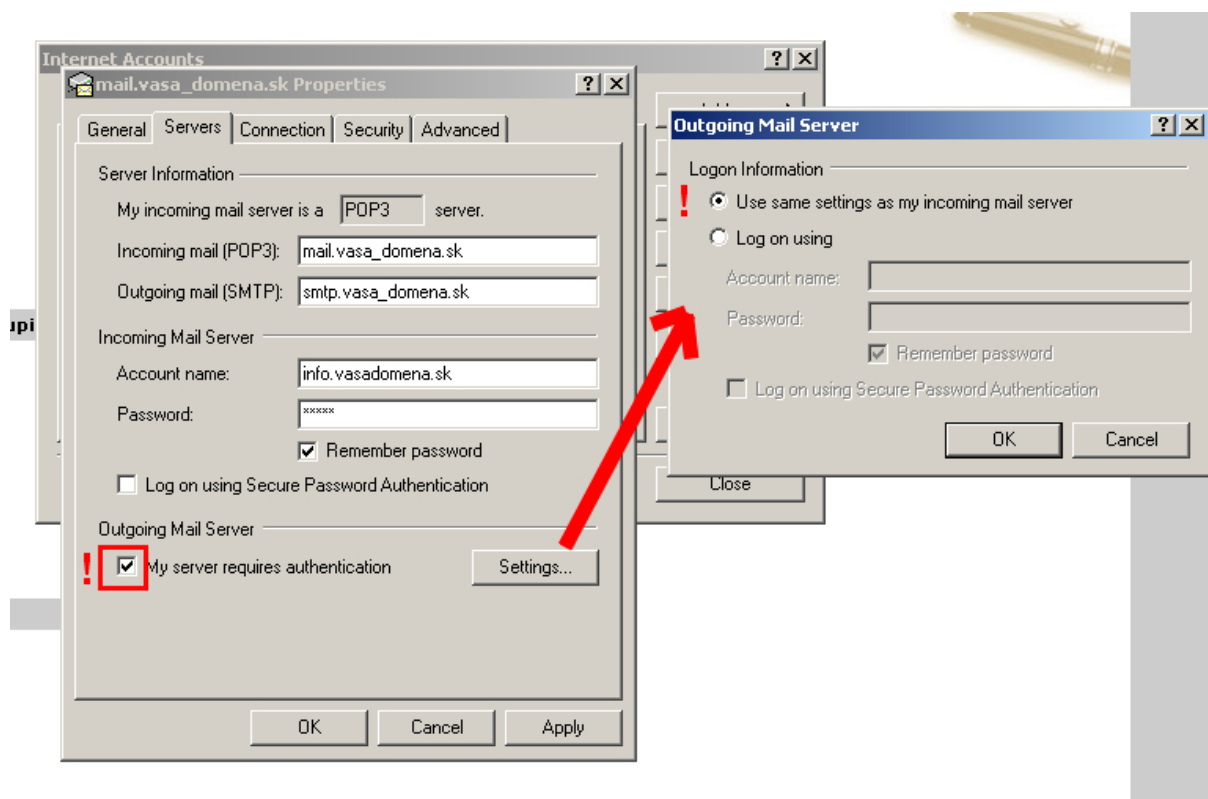 Internet Accounts
mail.vasa_domena.sk Properties
General Servers Connection Security Advanced
Server Information
My incoming mail server is a POP3 server.
Incoming mail (POP3): mail.vasa_domena.sk
Outgoing mail (SMTP): smtp.vasa_domena.sk
Incoming Mail Server
Account name: info.vasadomena.sk
Password: ×××××
Remember password
Log on using Secure Password Authentication
Outgoing Mail Server
! My server requires authentication Settings...
OK Cancel Apply
Close
Outgoing Mail Server
Logon Information
! Use same settings as my incoming mail server
Log on using
Account name:
Password:
Remember password
Log on using Secure Password Authentication
OK Cancel